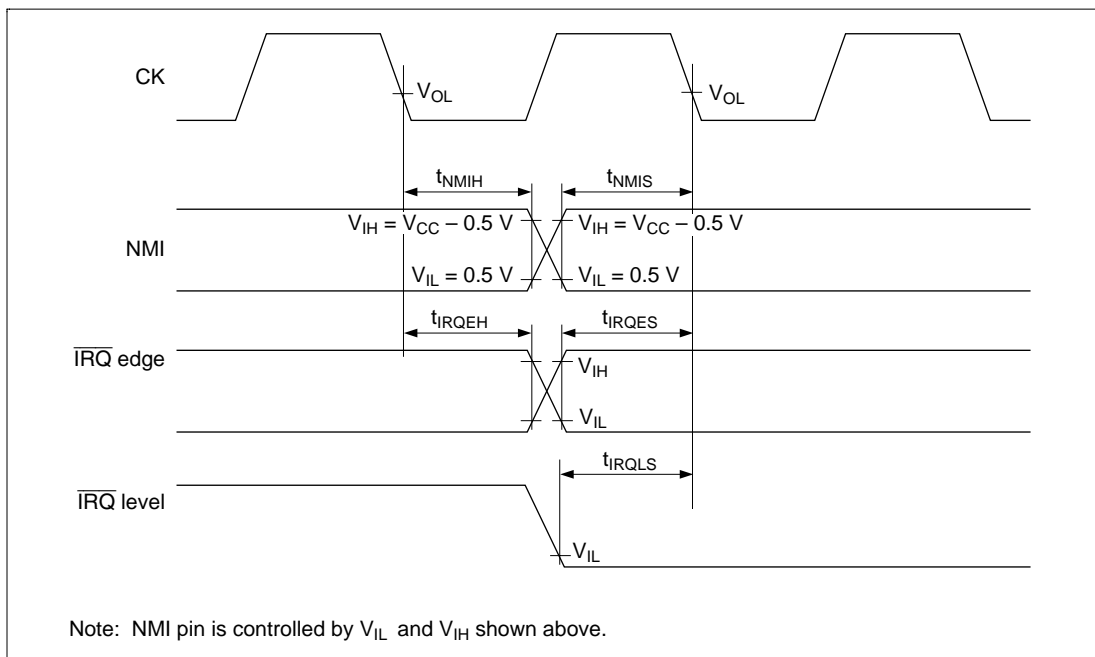 CK
V_OL V_OL
t_NMIH t_NMIS
V_IH = V_CC – 0.5 V V_IH = V_CC – 0.5 V
NMI
V_IL = 0.5 V V_IL = 0.5 V
t_IRQEH t_IRQES
I̅R̅Q̅ edge
V_IH
V_IL
t_IRQLS
I̅R̅Q̅ level
V_IL
Note: NMI pin is controlled by V_IL and V_IH shown above.